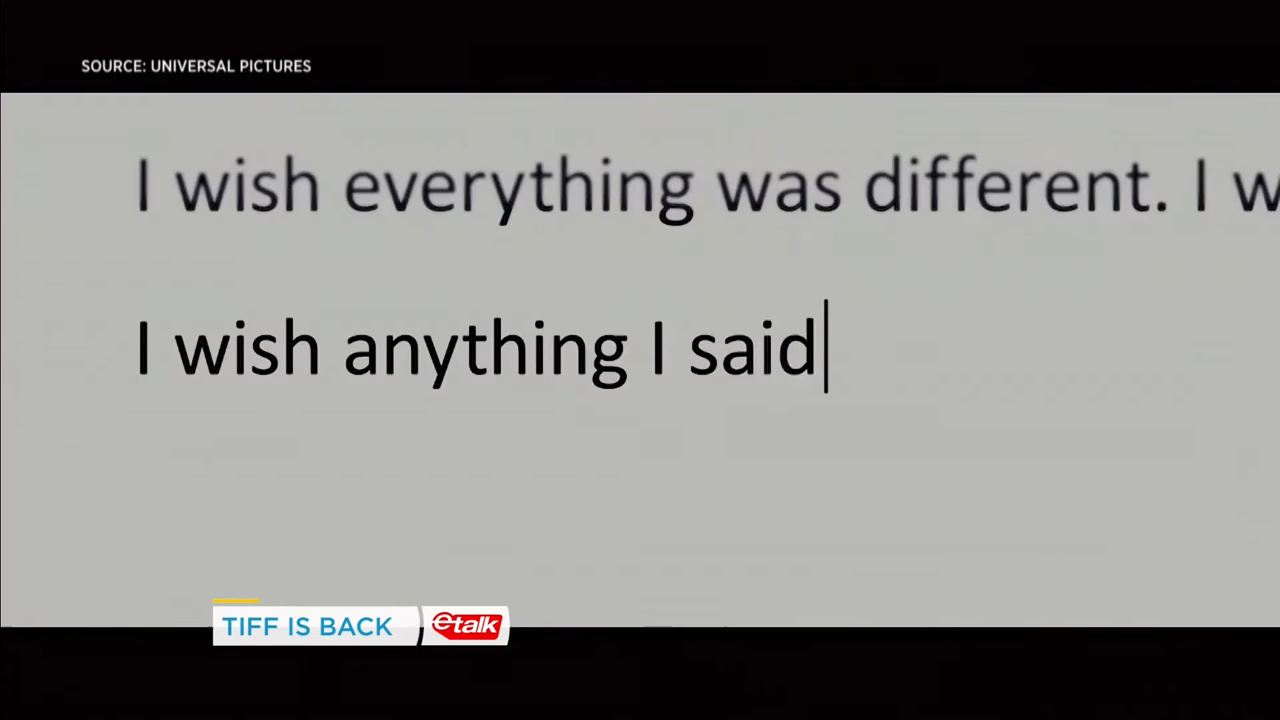 SOURCE: UNIVERSAL PICTURES
I wish everything was different. I w
I wish anything I said
TIFF IS BACK etalk